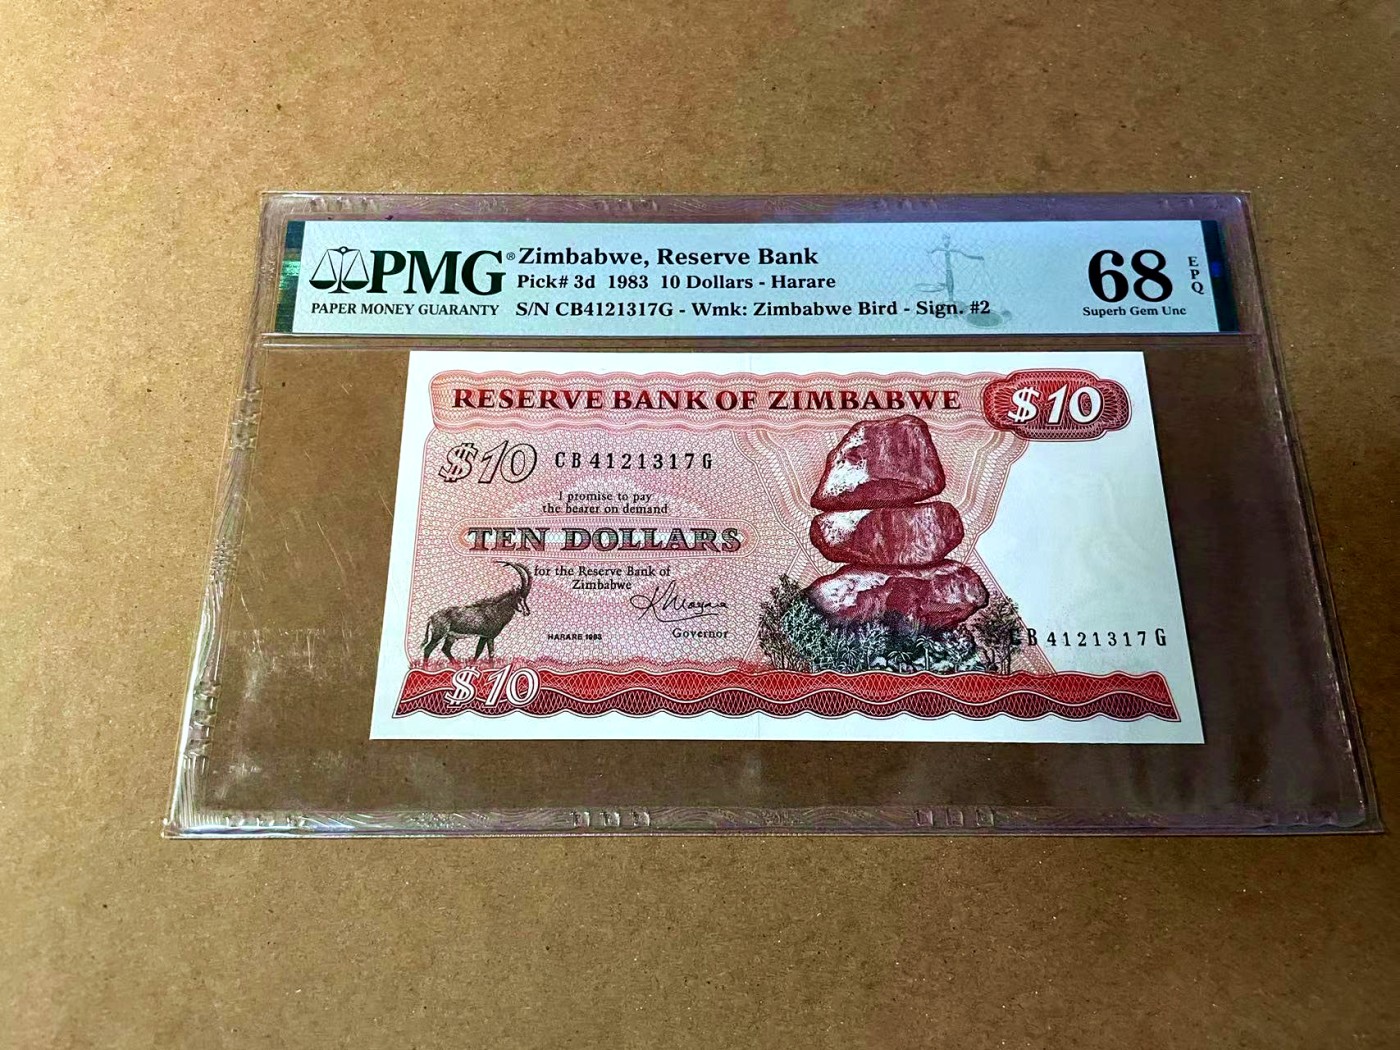 PMG®
PAPER MONEY GUARANTY
Zimbabwe, Reserve Bank
Pick# 3d 1983 10 Dollars - Harare
S/N CB4121317G - Wmk: Zimbabwe Bird - Sign. #2
68
EPQ
Superb Gem Unc
RESERVE BANK OF ZIMBABWE
$10
$10 CB4121317G
I promise to pay
the bearer on demand
TEN DOLLARS
for the Reserve Bank of
Zimbabwe
HARARE 1983
Governor
CB4121317G
$10